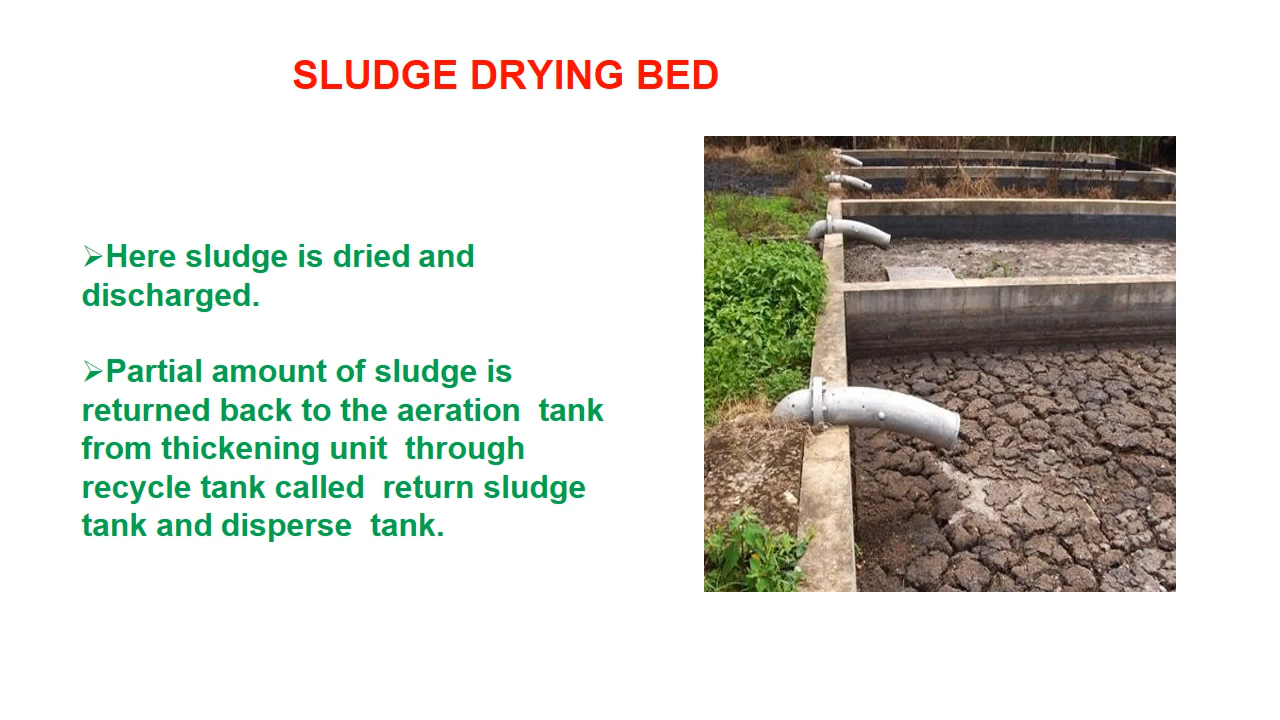 SLUDGE DRYING BED
➢Here sludge is dried and
discharged.
➢Partial amount of sludge is
returned back to the aeration  tank
from thickening unit  through
recycle tank called  return sludge
tank and disperse  tank.